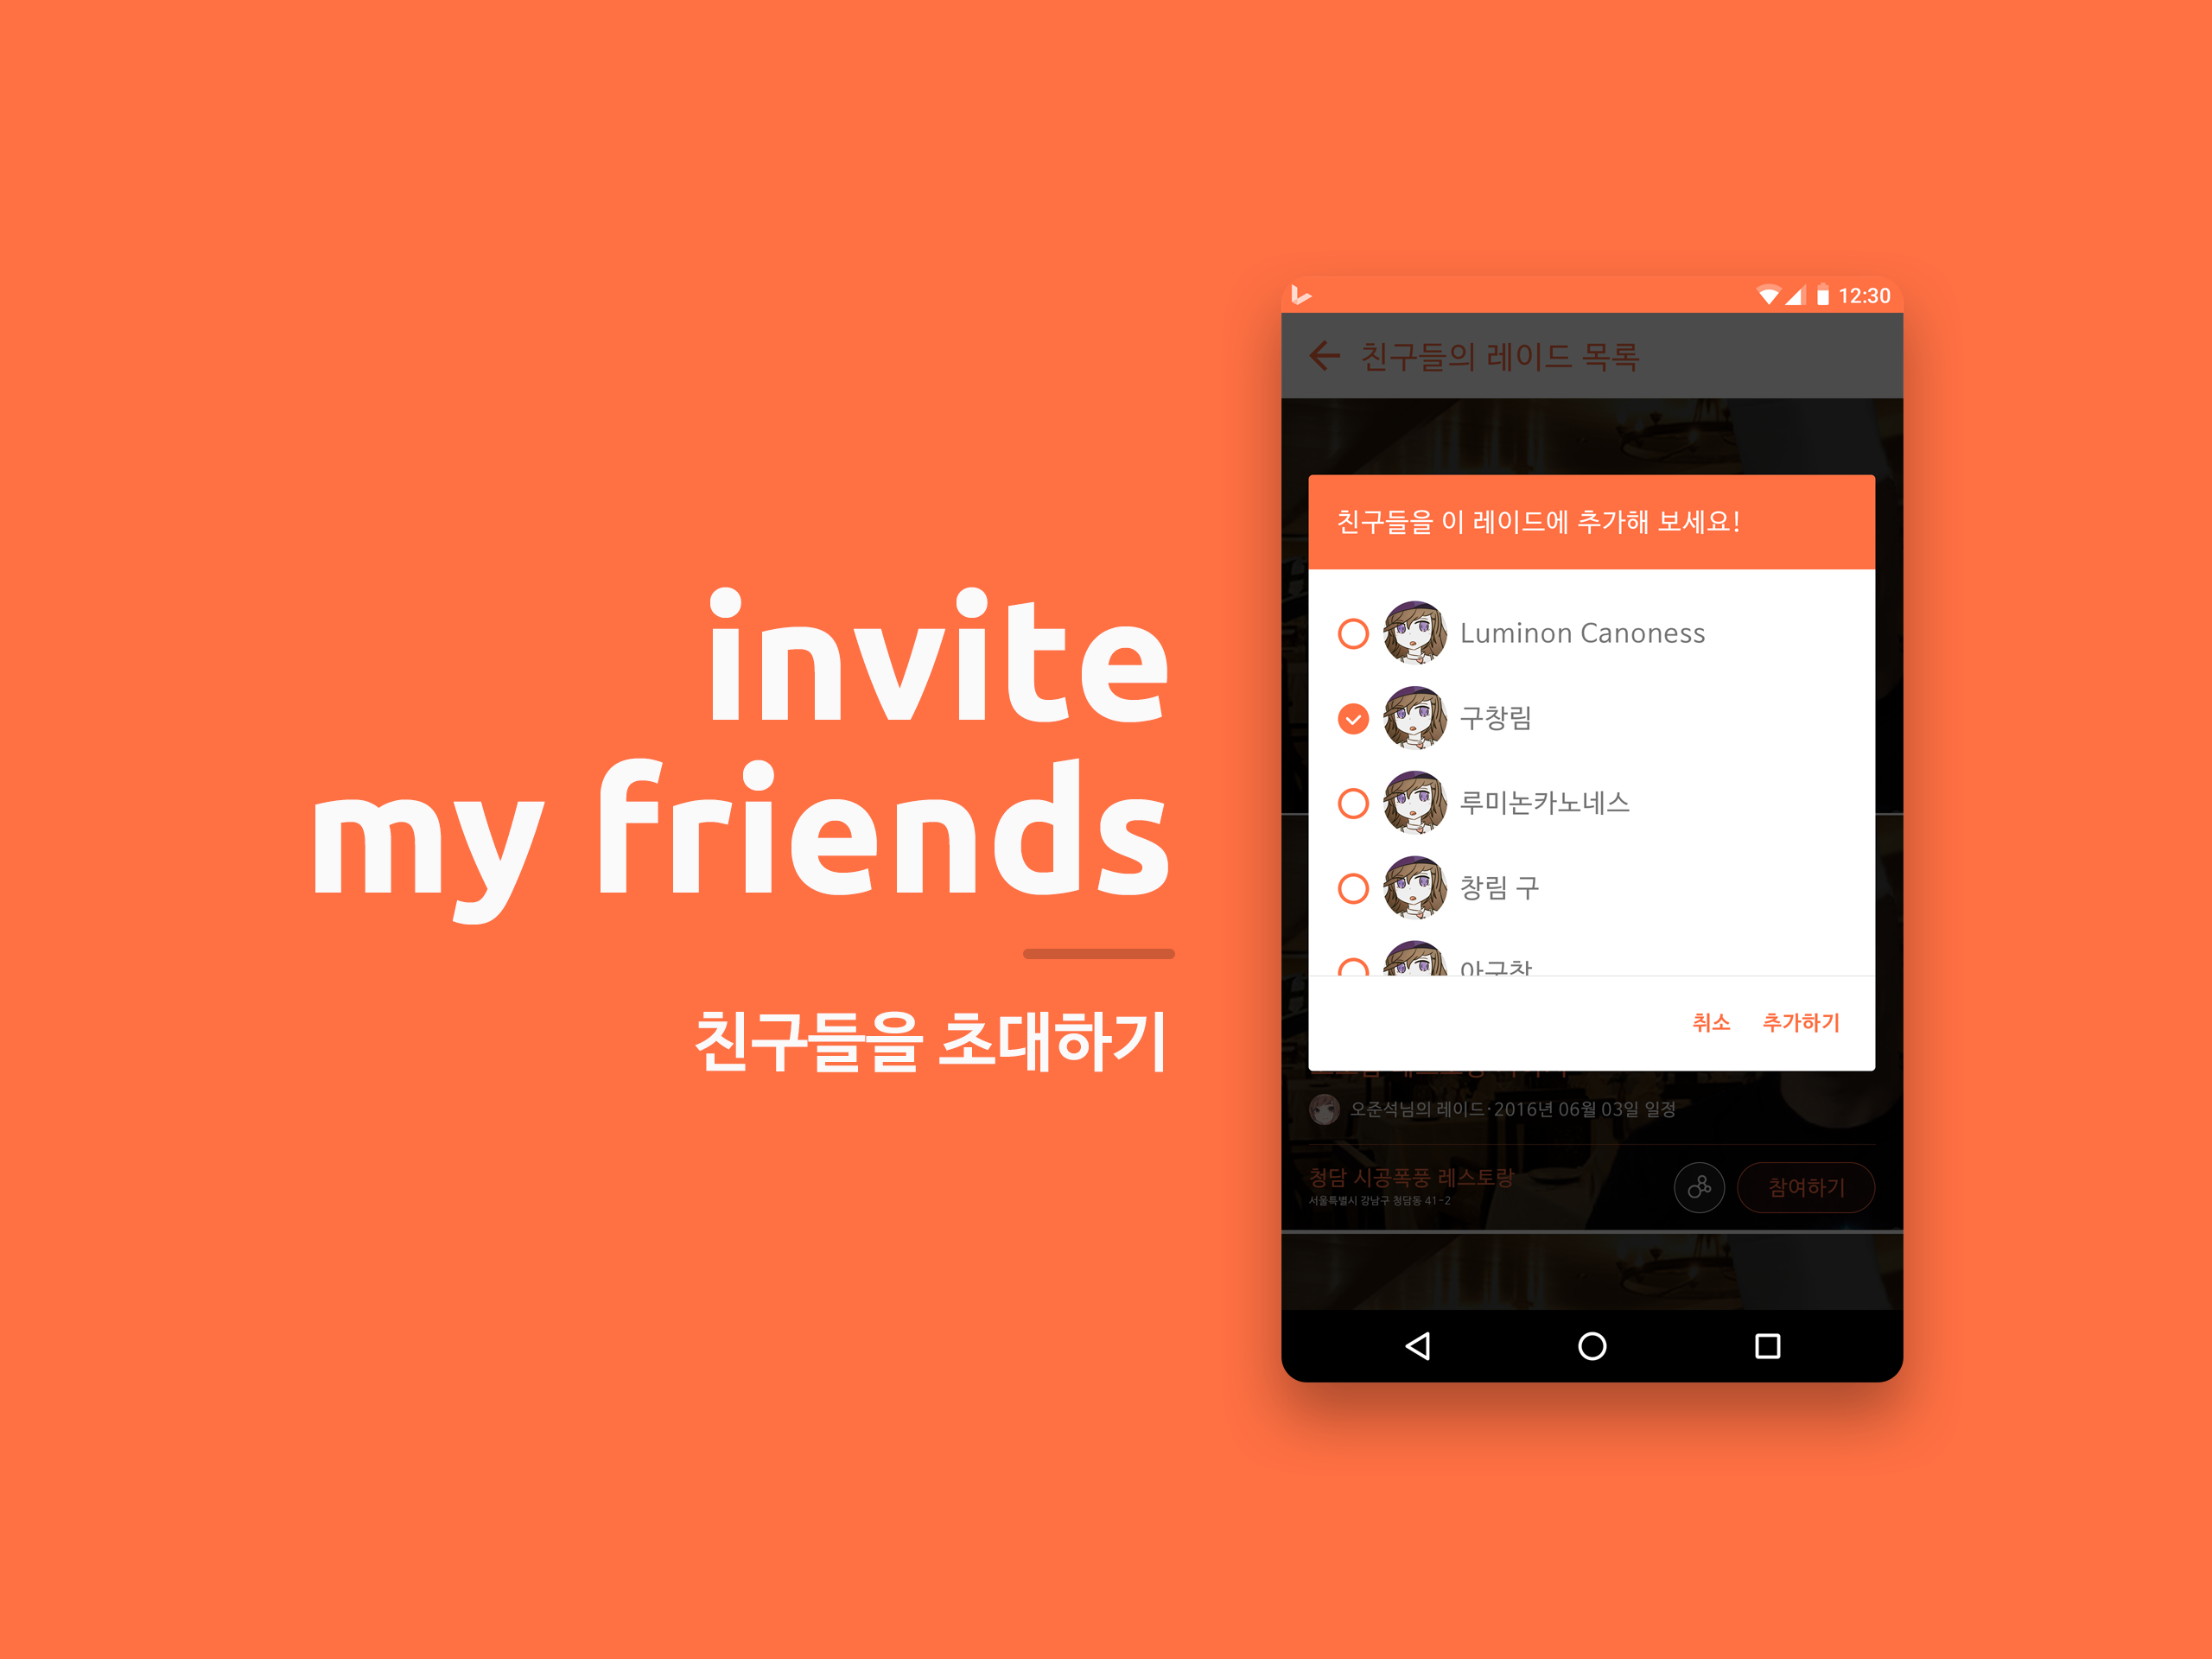 invite
my friends
친구들을 초대하기
12:30
친구들의 레이드 목록
친구들을 이 레이드에 추가해 보세요!
Luminon Canoness
구창림
루미논카노네스
창림 구
취소 추가하기
오준석님의 레이드·2016년 06월 03일 일정
청담 시공폭풍 레스토랑
서울특별시 강남구 청담동 41-2
참여하기